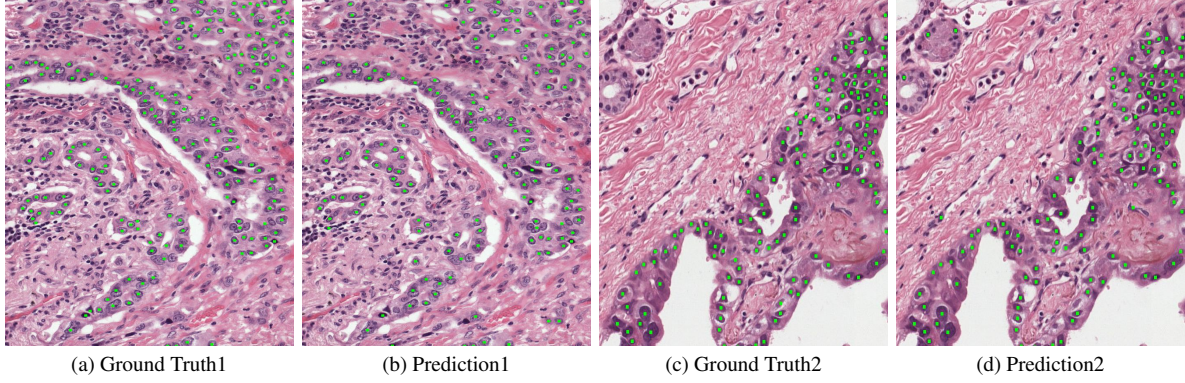 (a) Ground Truth1
(b) Prediction1
(c) Ground Truth2
(d) Prediction2